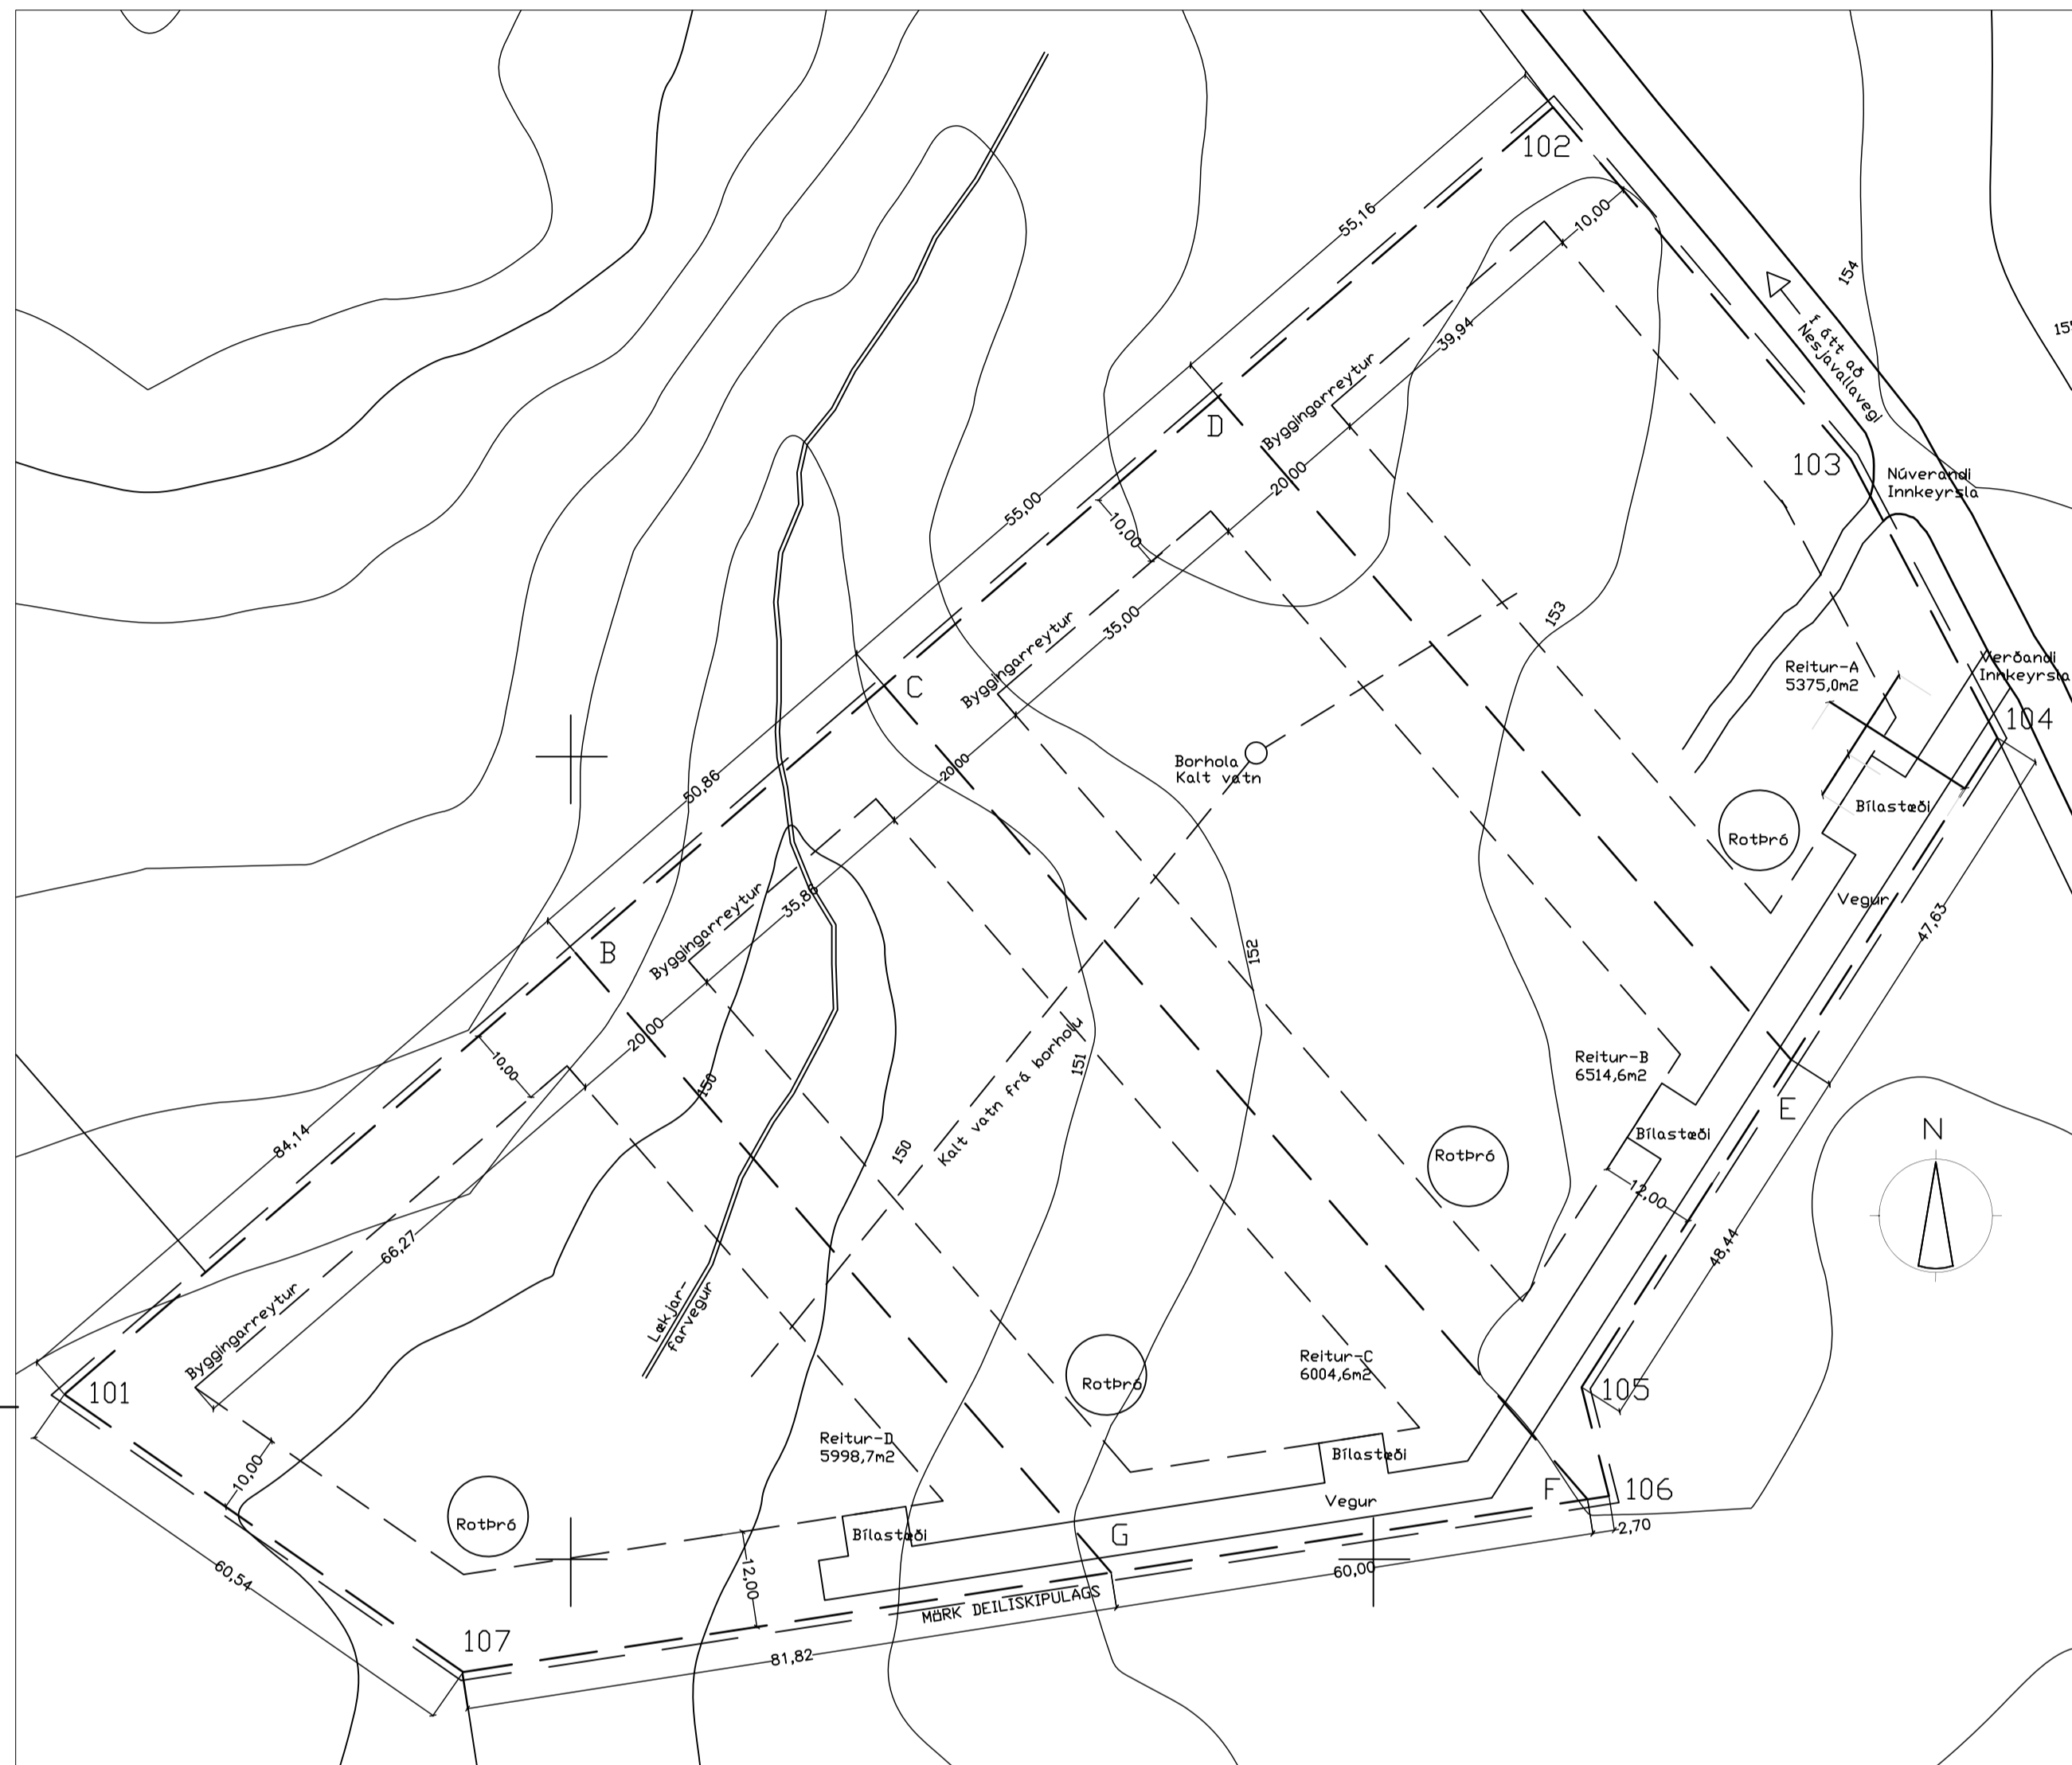 102
55,16
10,00
154
Í átt að
Nesjavallavegi
39,94
Byggingarreytur
D
103
20,00
Núverandi
Innkeyrsla
55,00
10,00
153
35,00
Byggingarreytur
Reitur-A
5375,0m2
Verðandi
Innkeyrsla
104
C
Borhola
Kalt vatn
20,00
50,86
Bílastæði
Rotþró
35,86
Byggingarreytur
Vegur
47,63
B
152
20,00
10,00
Kalt vatn frá borholu
151
150
Reitur-B
6514,6m2
E
Bílastæði
N
150
Rotþró
84,14
12,00
66,27
48,44
Byggingarreytur
Lækjar-
farvegur
Reitur-C
6004,6m2
Rotþró
101
105
Reitur-D
5998,7m2
Bílastæði
10,00
F
106
Vegur
Rotþró
Bílastæði
G
2,70
60,54
12,00
60,00
MÖRK DEILISKIPULAGS
107
81,82